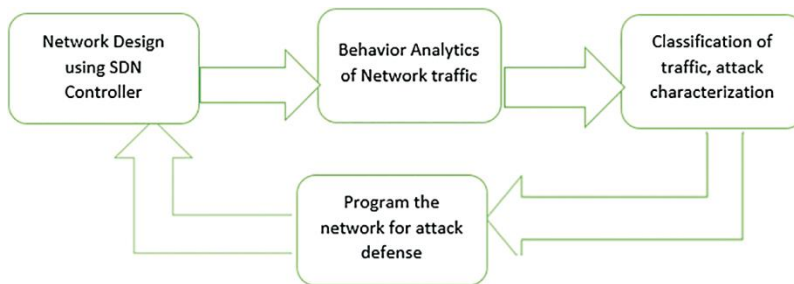 Network Design
using SDN
Controller
Behavior Analytics
of Network traffic
Classification of
traffic, attack
characterization
Program the
network for attack
defense